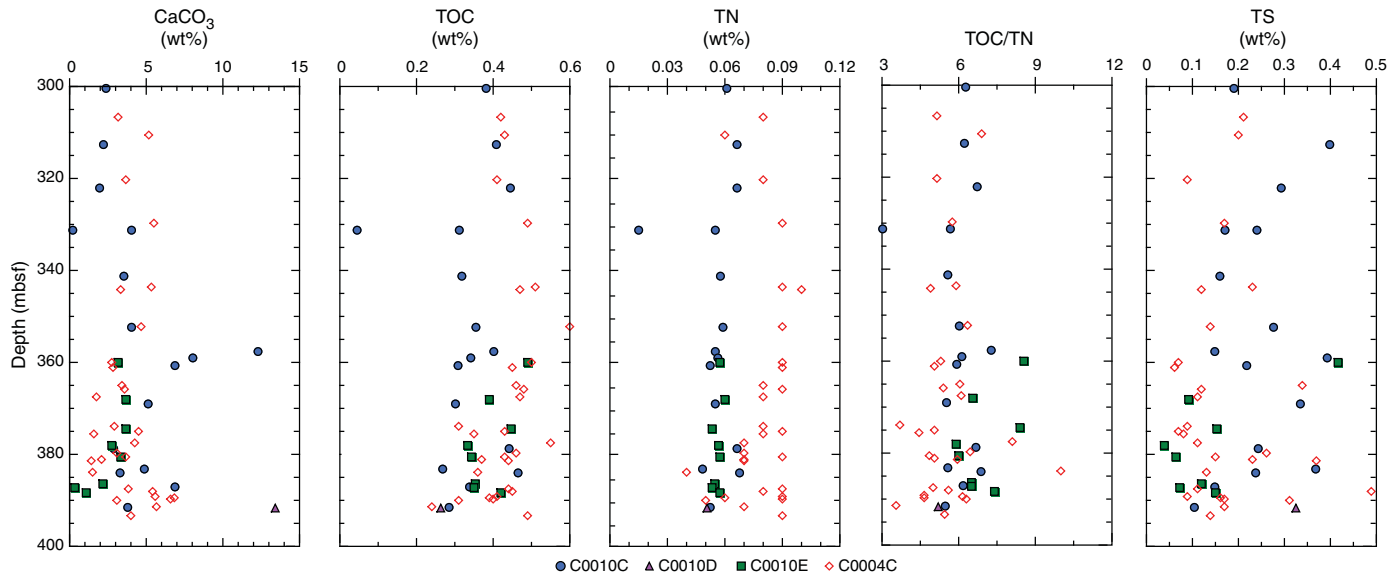 CaCO3 TOC TN TOC/TN TS
(wt%) (wt%) (wt%) (wt%)
0 5 10 15 0 0.2 0.4 0.6 0 0.03 0.06 0.09 0.12 3 6 9 12 0 0.1 0.2 0.3 0.4 0.5
300
320
340
360
380
400
Depth (mbsf)
C0010C C0010D C0010E C0004C